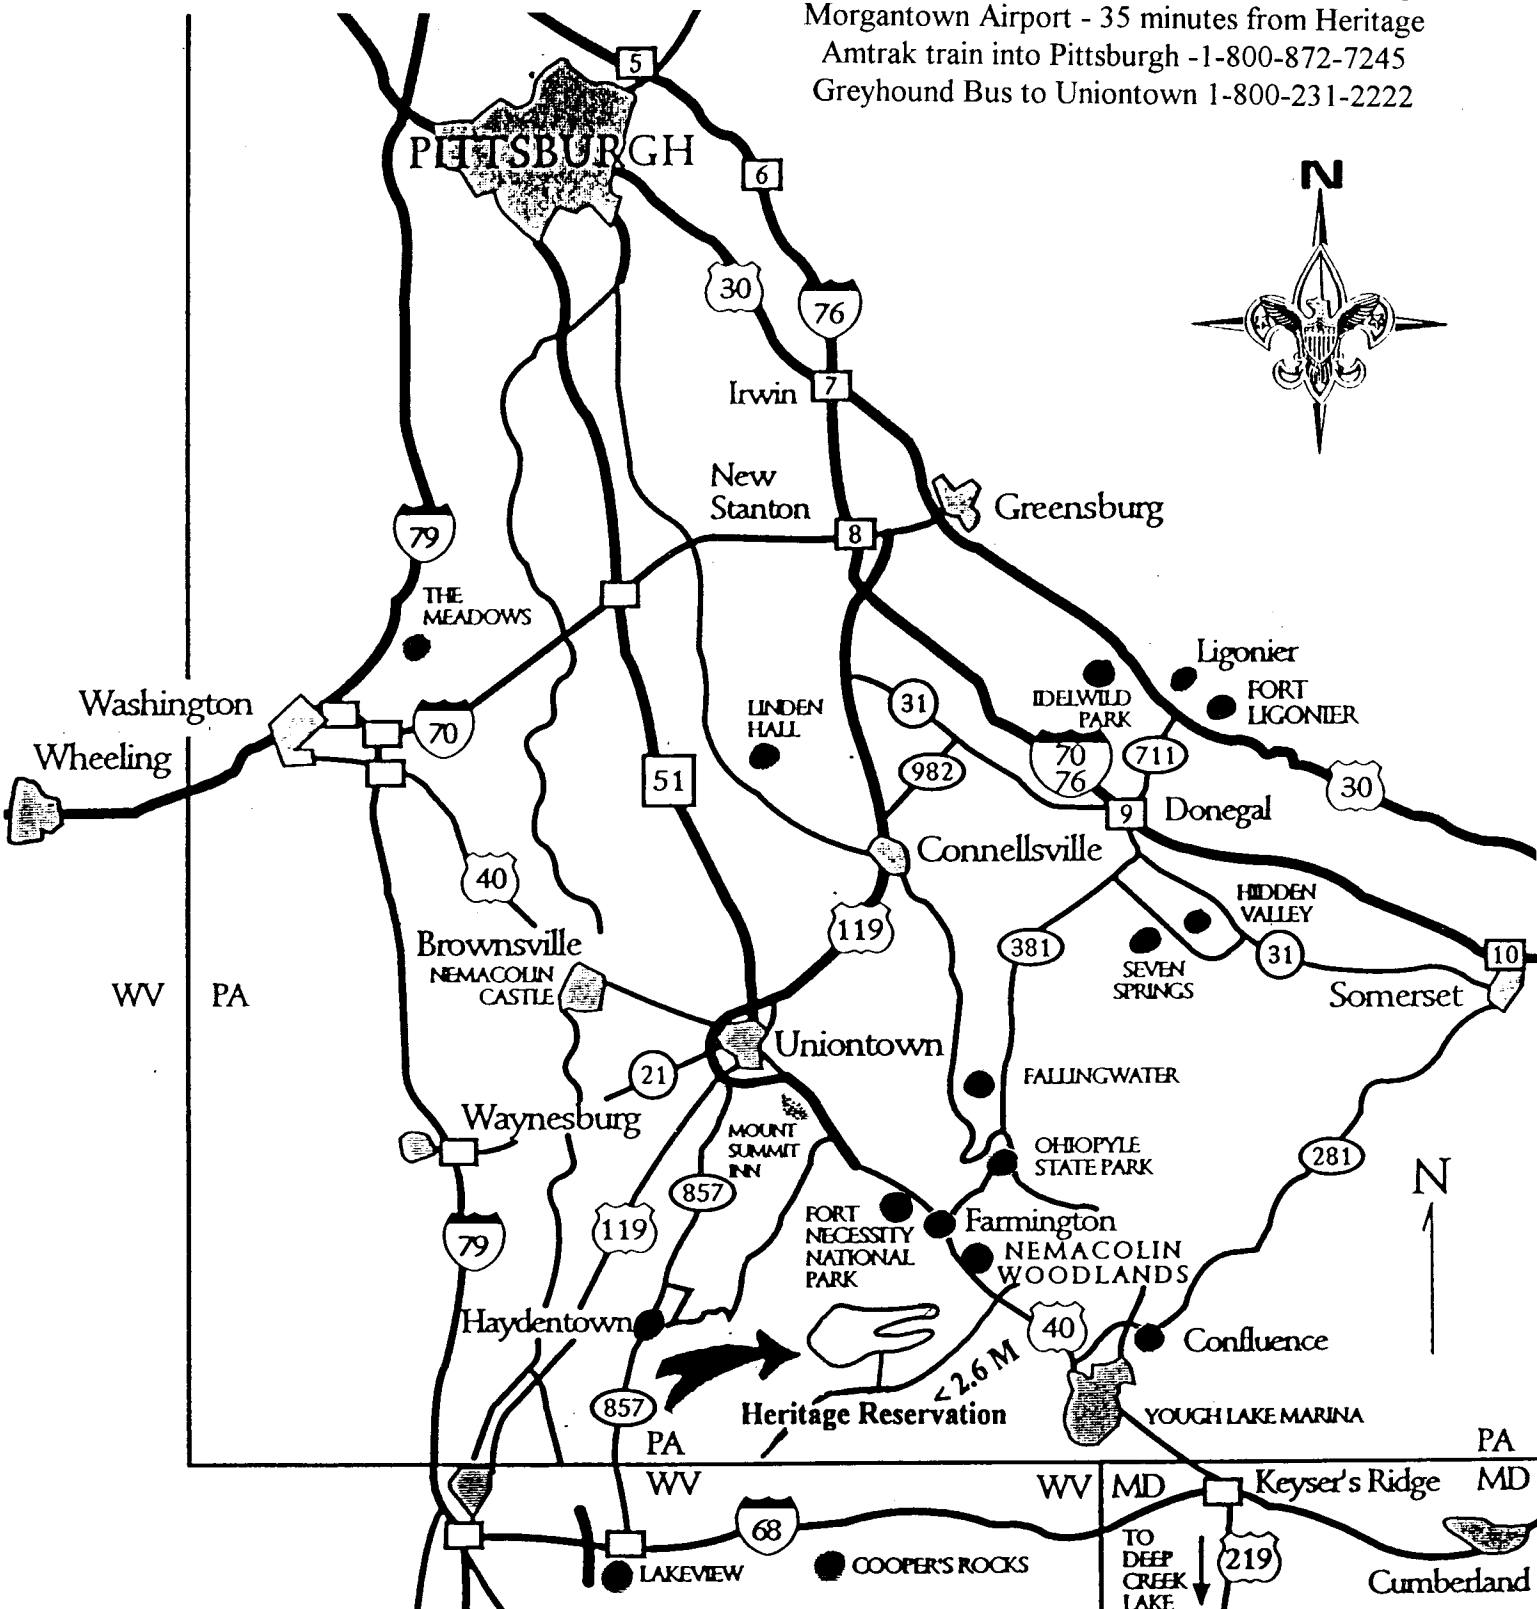 Morgantown Airport - 35 minutes from Heritage
Amtrak train into Pittsburgh -1-800-872-7245
Greyhound Bus to Uniontown 1-800-231-2222
5
PITTSBURGH
6
N
30
76
7
Irwin
New
Stanton
8
Greensburg
79
THE
MEADOWS
Washington
Wheeling
70
LINDEN
HALL
31
982
51
IDELWILD
PARK
Ligonier
FORT
LIGONIER
70
76
711
30
9
Donegal
Connellsville
40
119
Brownsville
NEMACOLIN
CASTLE
381
HIDDEN
VALLEY
SEVEN
SPRINGS
31
10
Somerset
WV
PA
Uniontown
21
Waynesburg
FALLINGWATER
MOUNT
SUMMIT
INN
OHIOPYLE
STATE PARK
281
N
857
119
79
FORT
NECESSITY
NATIONAL
PARK
Farmington
NEMACOLIN
WOODLANDS
Haydentown
40
Confluence
< 2.6 M
857
Heritage Reservation
YOUGH LAKE MARINA
PA
WV
PA
MD
WV
MD
Keyser's Ridge
68
TO
DEEP
CREEK
LAKE
219
LAKEVIEW
COOPER'S ROCKS
Cumberland